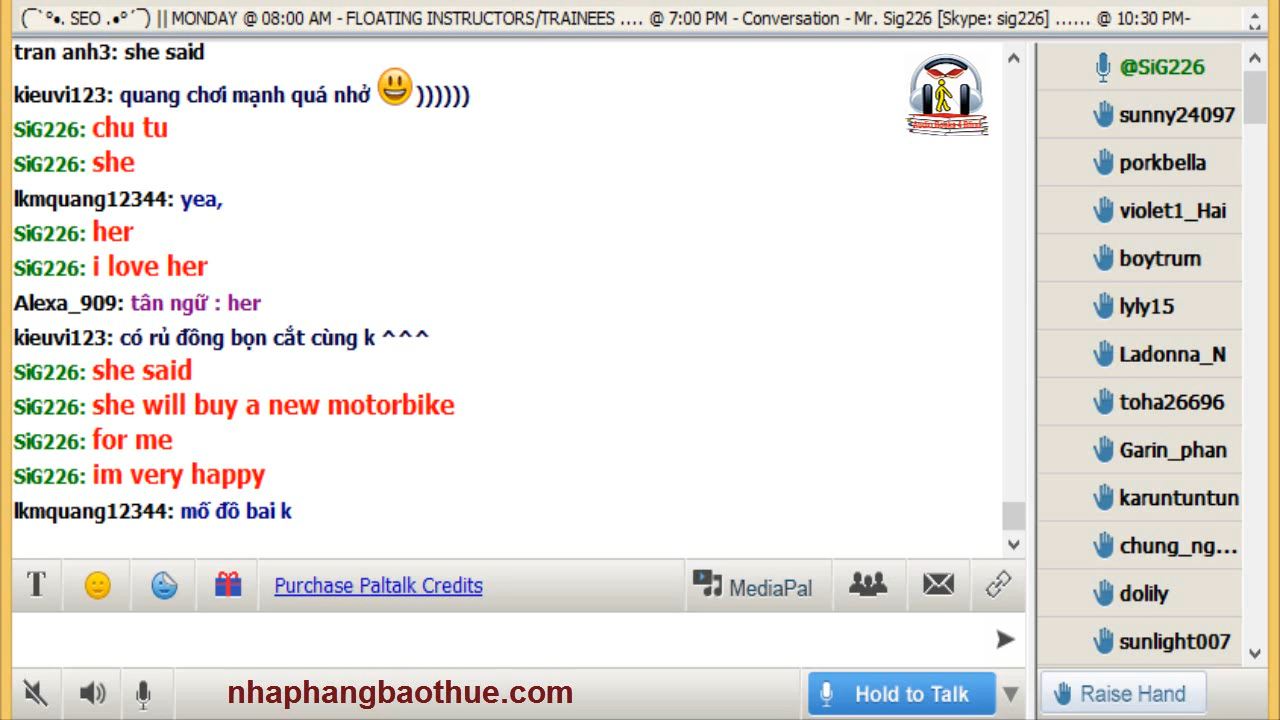 (¯`°•. SEO .•°´¯) || MONDAY @ 08:00 AM - FLOATING INSTRUCTORS/TRAINEES .... @ 7:00 PM - Conversation - Mr. Sig226 [Skype: sig226] ...... @ 10:30 PM-
tran anh3: she said
kieuvi123: quang chơi mạnh quá nhở 😃))))))
SiG226: chu tu
SiG226: she
lkmquang12344: yea,
SiG226: her
SiG226: i love her
Alexa_909: tân ngữ : her
kieuvi123: có rủ đông bọn cắt cùng k ^^^
SiG226: she said
SiG226: she will buy a new motorbike
SiG226: for me
SiG226: im very happy
lkmquang12344: mố đô bai k
T
Purchase Paltalk Credits
MediaPal
nhaphangbaothue.com
Hold to Talk
@SiG226
sunny24097
porkbella
violet1_Hai
boytrum
lyly15
Ladonna_N
toha26696
Garin_phan
karuntuntun
chung_ng...
dolily
sunlight007
Raise Hand